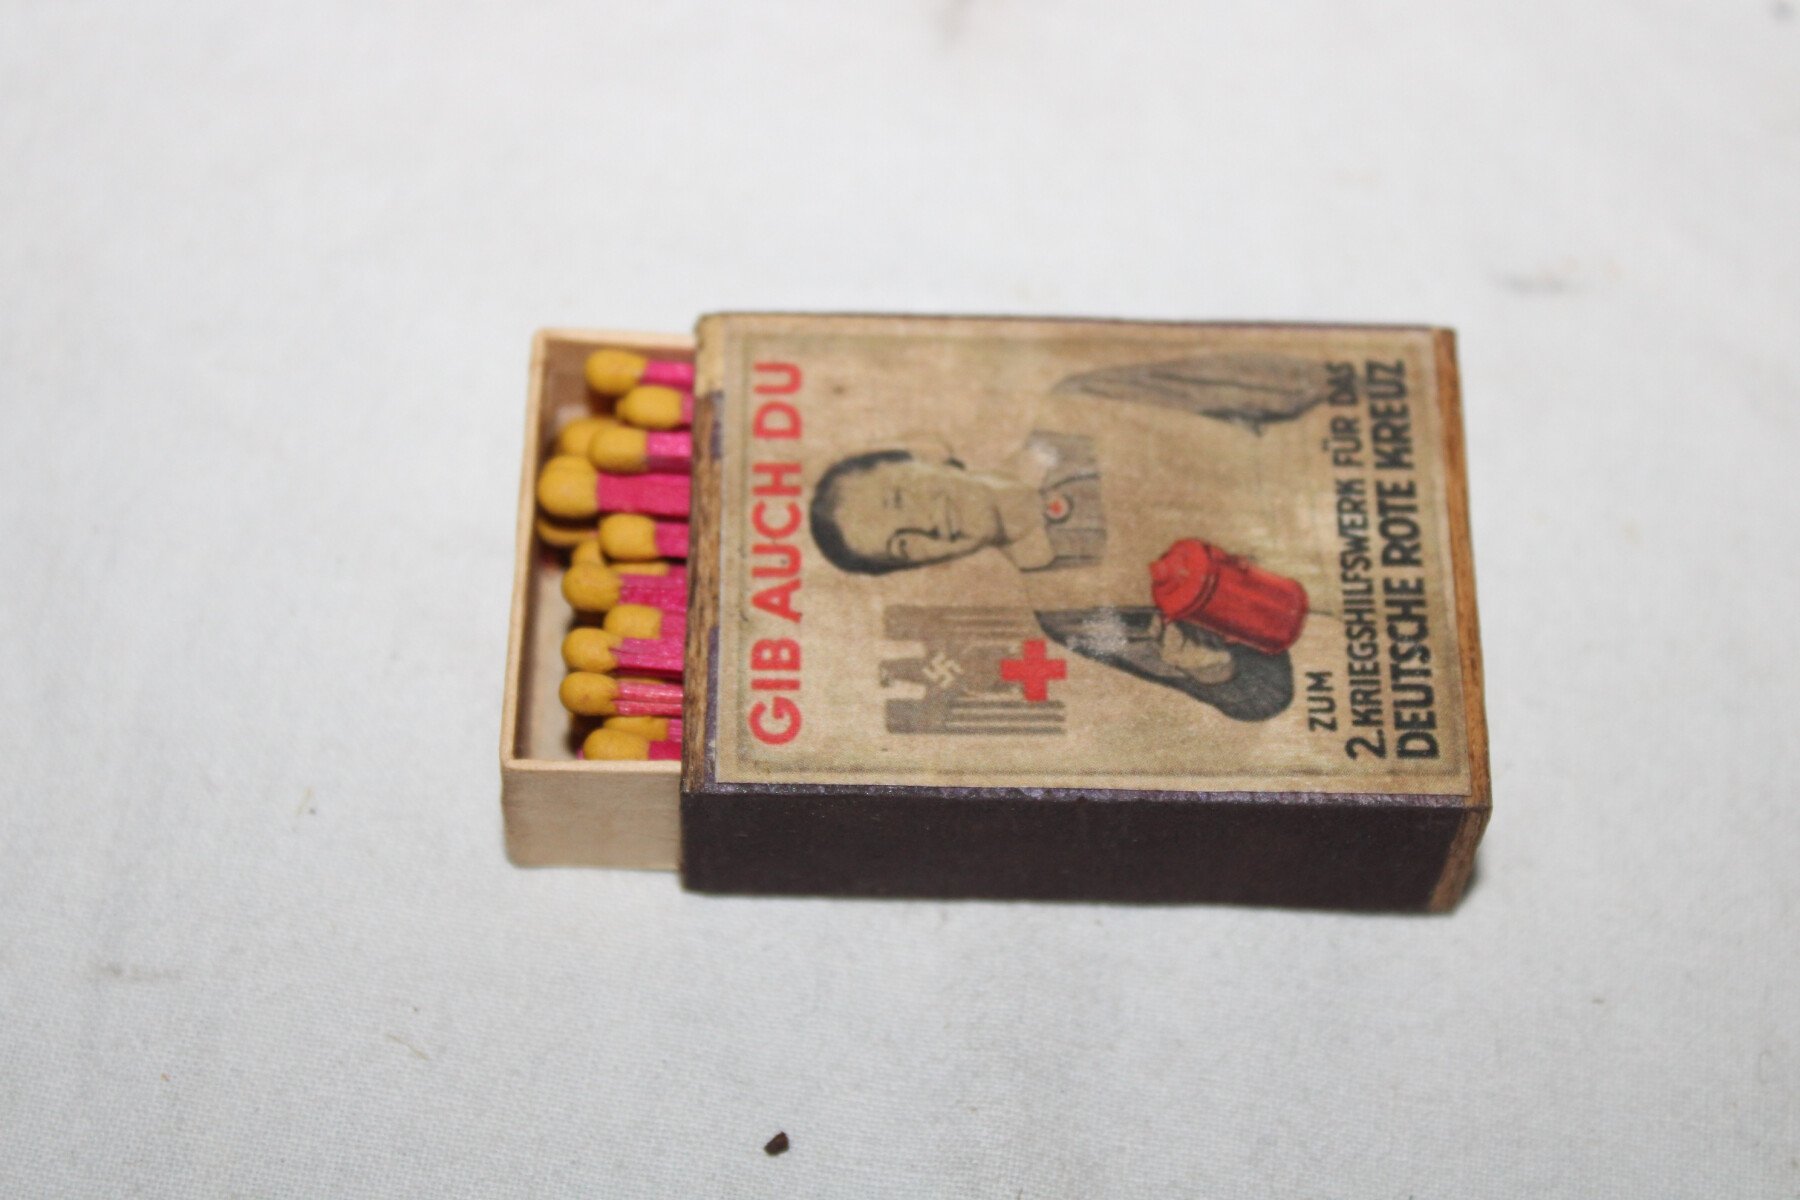 GIB AUCH DU
ZUM
2. KRIEGSHILFSWERK FÜR DAS
DEUTSCHE ROTE KREUZ